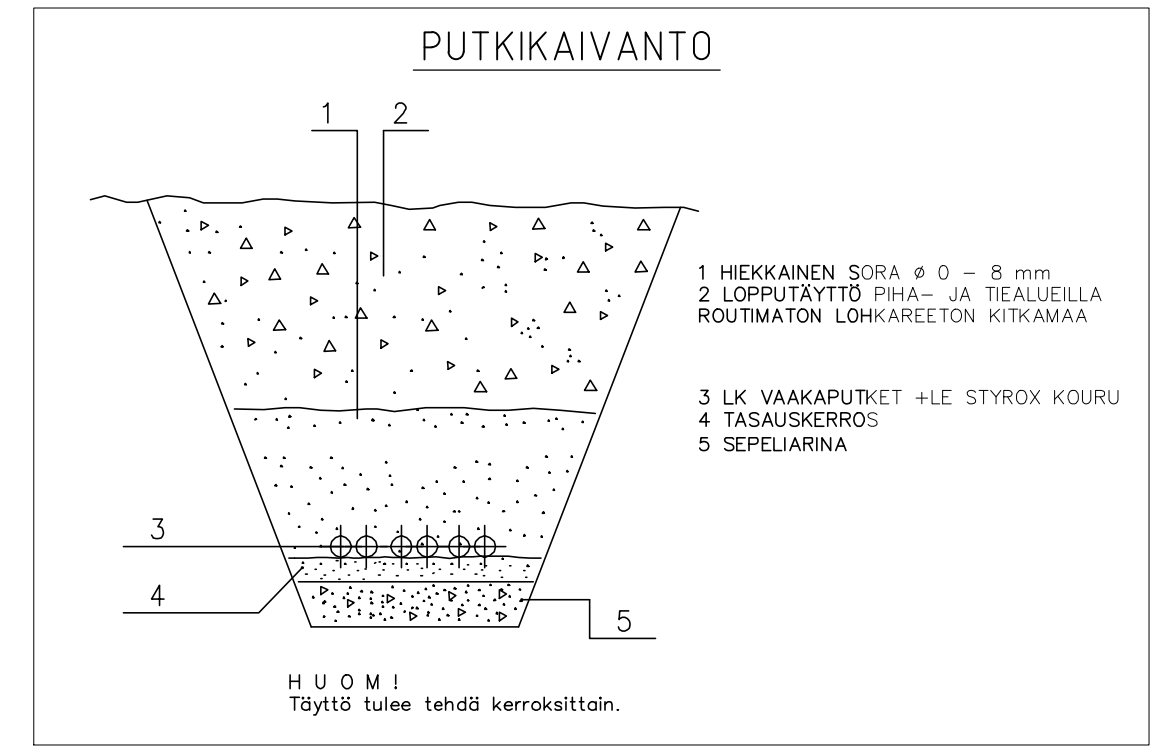 PUTKIKAIVANTO
1 2
1 HIEKKAINEN SORA ø 0 – 8 mm
2 LOPPUTÄYTTÖ PIHA– JA TIEALUEILLA
ROUTIMATON LOHKAREETON KITKAMAA
3 LK VAAKAPUTKET +LE STYROX KOURU
4 TASAUSKERROS
5 SEPELIARINA
3
4
5
H U O M !
Täyttö tulee tehdä kerroksittain.